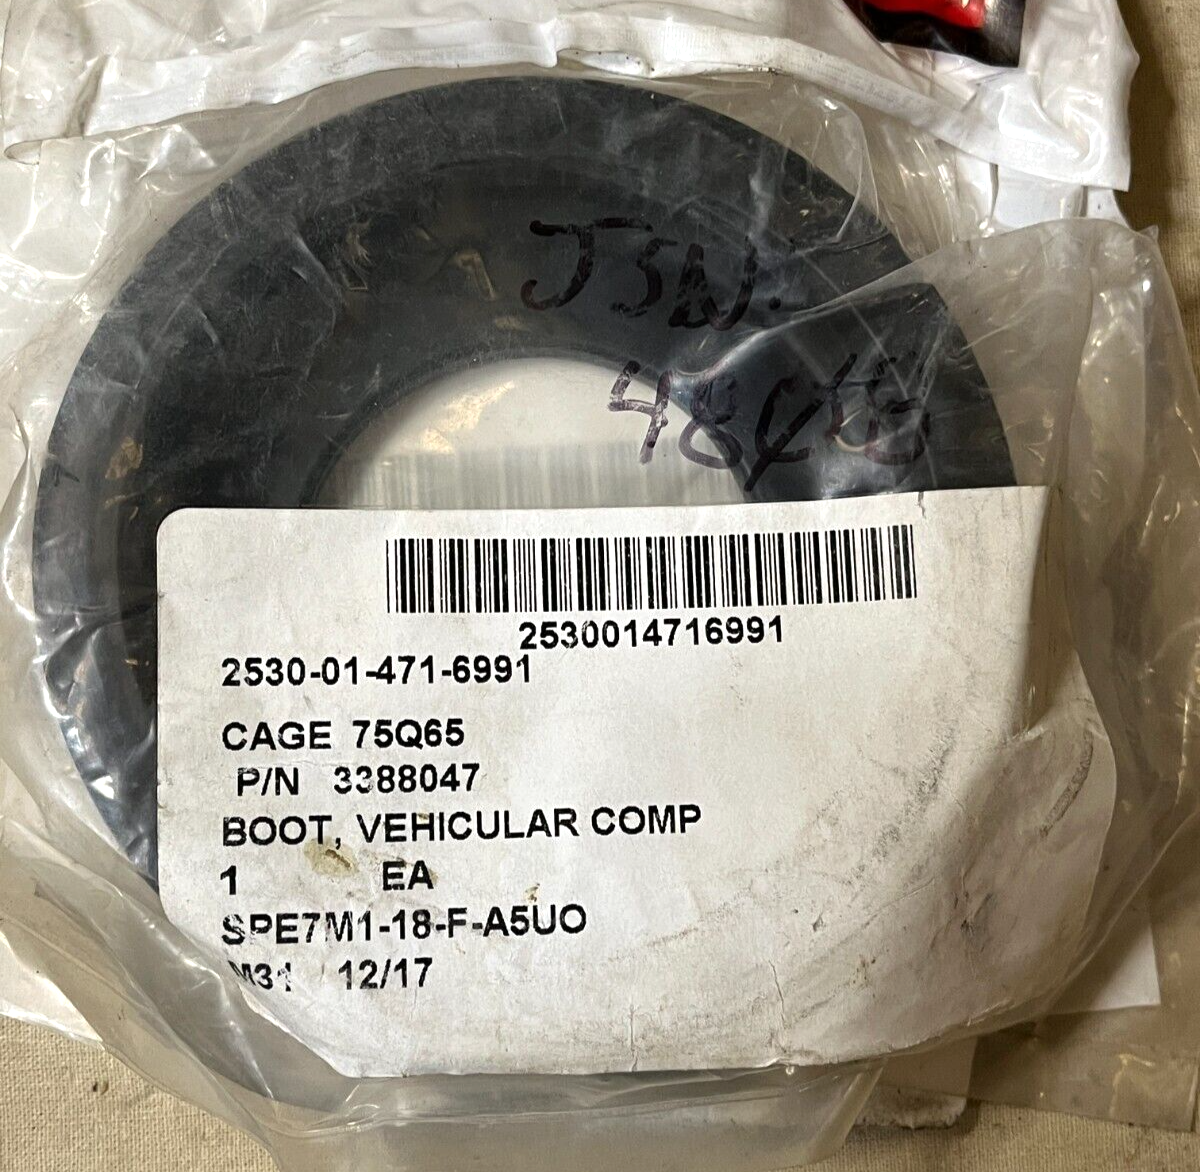 2530014716991
2530-01-471-6991
CAGE 75Q65
P/N 3388047
BOOT, VEHICULAR COMP
1 EA
SPE7M1-18-F-A5UO
M31 12/17